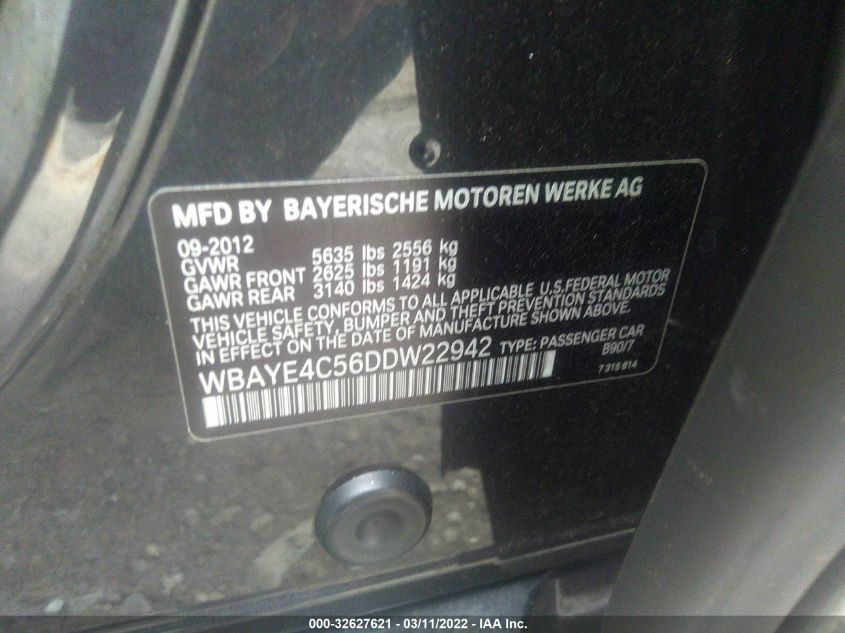 MFD BY BAYERISCHE MOTOREN WERKE AG
09-2012
GVWR 5635 lbs 2556 kg
GAWR FRONT 2625 lbs 1191 kg
GAWR REAR 3140 lbs 1424 kg
THIS VEHICLE CONFORMS TO ALL APPLICABLE U.S.FEDERAL MOTOR
VEHICLE SAFETY, BUMPER AND THEFT PREVENTION STANDARDS
IN EFFECT ON THE DATE OF MANUFACTURE SHOWN ABOVE.
WBAYE4C56DDW22942 TYPE: PASSENGER CAR
B90/7
7 315 814
000-32627621 - 03/11/2022 - IAA Inc.